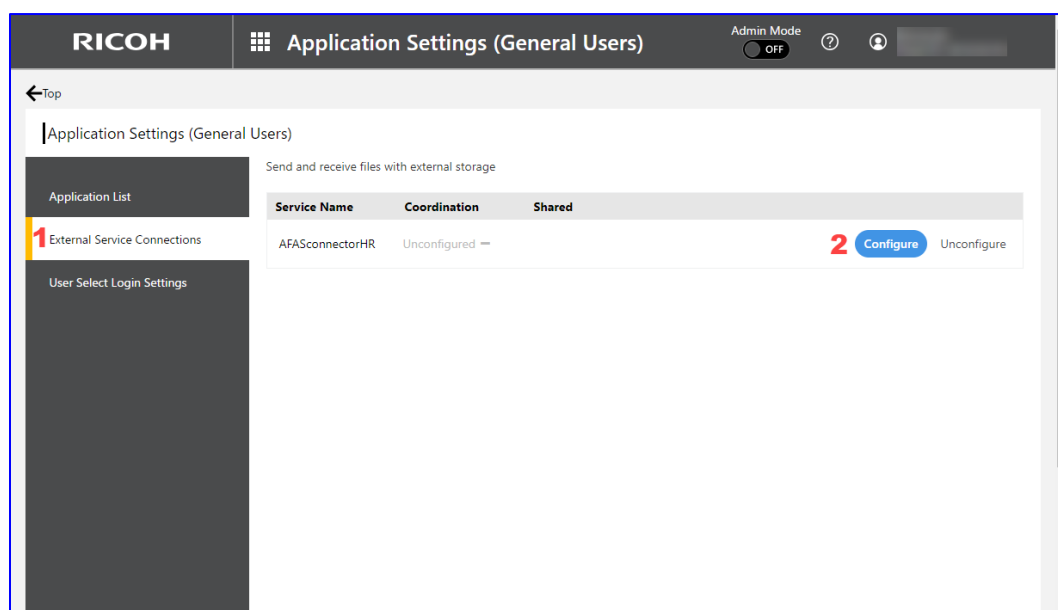 RICOH
Application Settings (General Users)
Admin Mode
OFF
Top
Application Settings (General Users)
Send and receive files with external storage
Application List
Service Name Coordination Shared
1 External Service Connections
AFASconnectorHR Unconfigured 2 Configure Unconfigure
User Select Login Settings